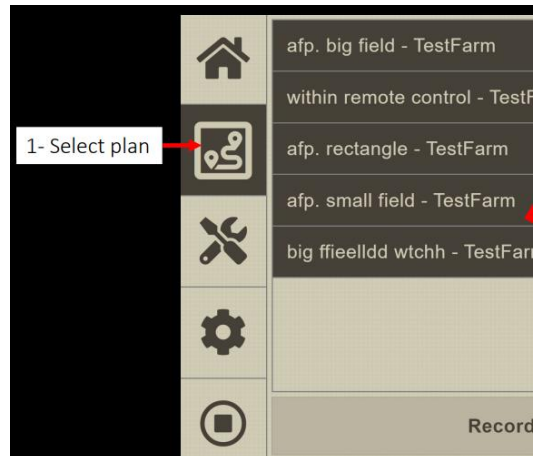 afp. big field - TestFarm
within remote control - TestF
1- Select plan
afp. rectangle - TestFarm
afp. small field - TestFarm
big ffieelldd wtchh - TestFar
Record